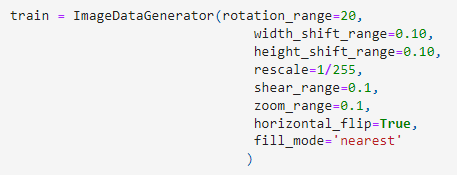 train = ImageDataGenerator(rotation_range=20,
                              width_shift_range=0.10,
                              height_shift_range=0.10,
                              rescale=1/255,
                              shear_range=0.1,
                              zoom_range=0.1,
                              horizontal_flip=True,
                              fill_mode='nearest'
                             )